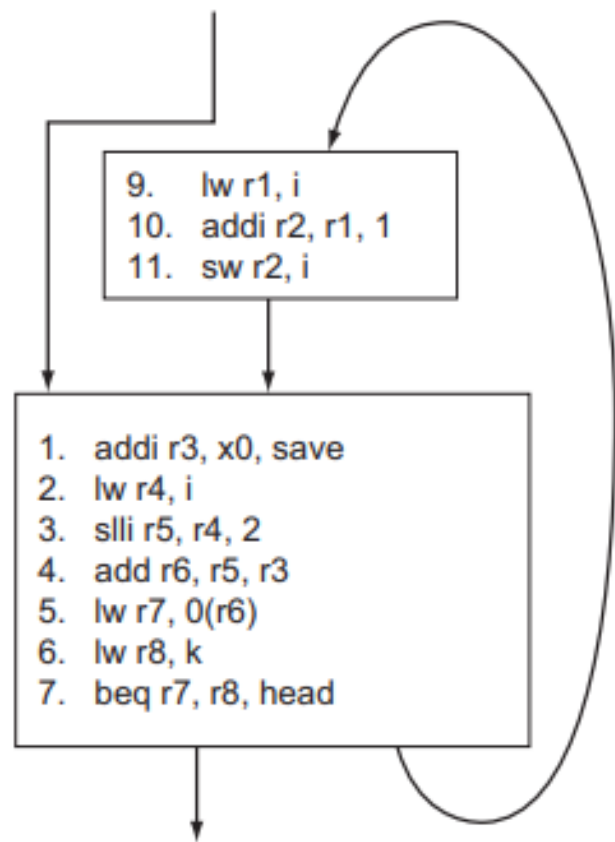 9. lw r1, i
10. addi r2, r1, 1
11. sw r2, i
1. addi r3, x0, save
2. lw r4, i
3. slli r5, r4, 2
4. add r6, r5, r3
5. lw r7, 0(r6)
6. lw r8, k
7. beq r7, r8, head